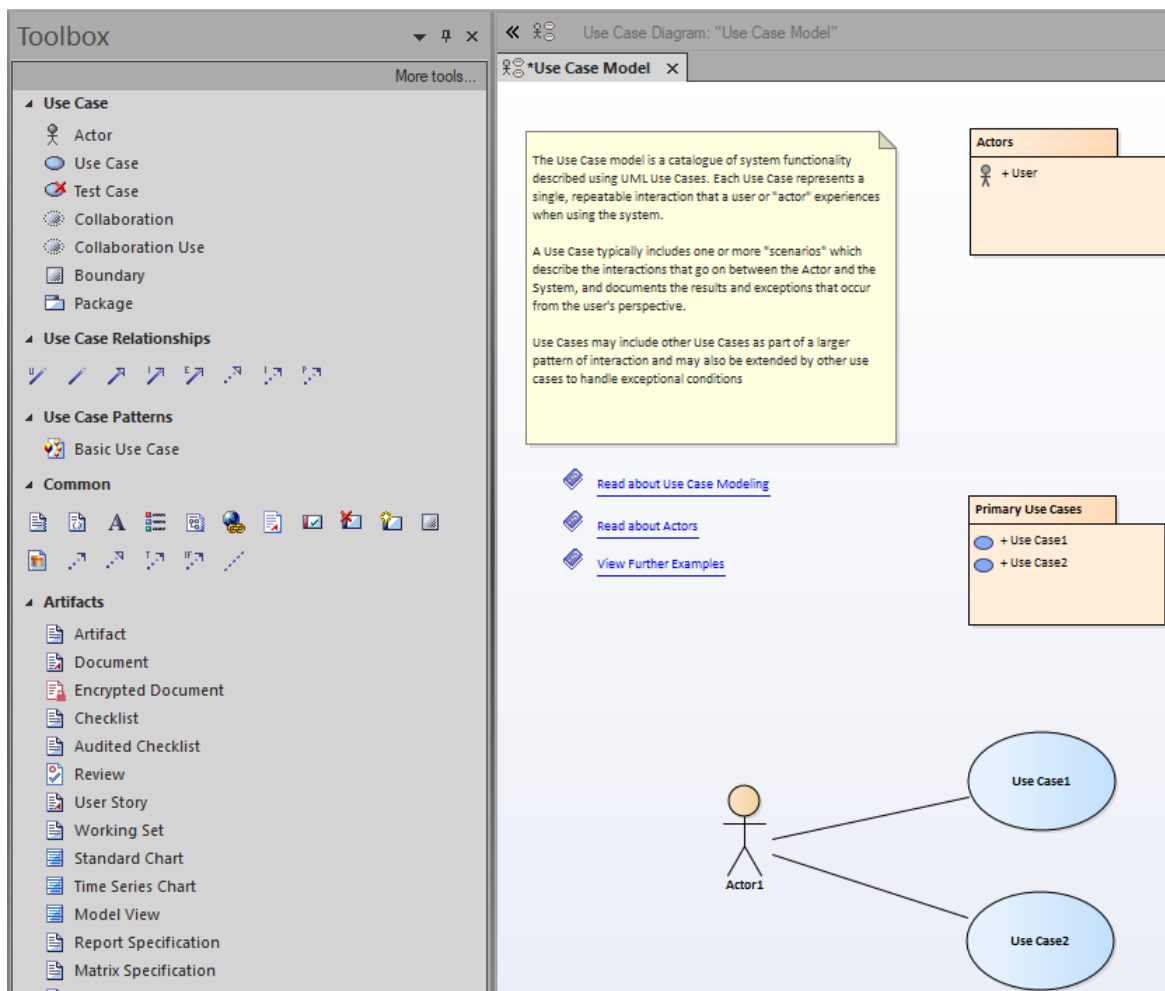 Toolbox
More tools...
Use Case
Actor
Use Case
Test Case
Collaboration
Collaboration Use
Boundary
Package
Use Case Relationships
U
I
E
I
P
Use Case Patterns
Basic Use Case
Common
A
T
IF
Artifacts
Artifact
Document
Encrypted Document
Checklist
Audited Checklist
Review
User Story
Working Set
Standard Chart
Time Series Chart
Model View
Report Specification
Matrix Specification
Use Case Diagram: "Use Case Model"
*Use Case Model
The Use Case model is a catalogue of system functionality
described using UML Use Cases. Each Use Case represents a
single, repeatable interaction that a user or "actor" experiences
when using the system.
A Use Case typically includes one or more "scenarios" which
describe the interactions that go on between the Actor and the
System, and documents the results and exceptions that occur
from the user's perspective.
Use Cases may include other Use Cases as part of a larger
pattern of interaction and may also be extended by other use
cases to handle exceptional conditions
Read about Use Case Modeling
Read about Actors
View Further Examples
Actors
+ User
Primary Use Cases
+ Use Case1
+ Use Case2
Actor1
Use Case1
Use Case2